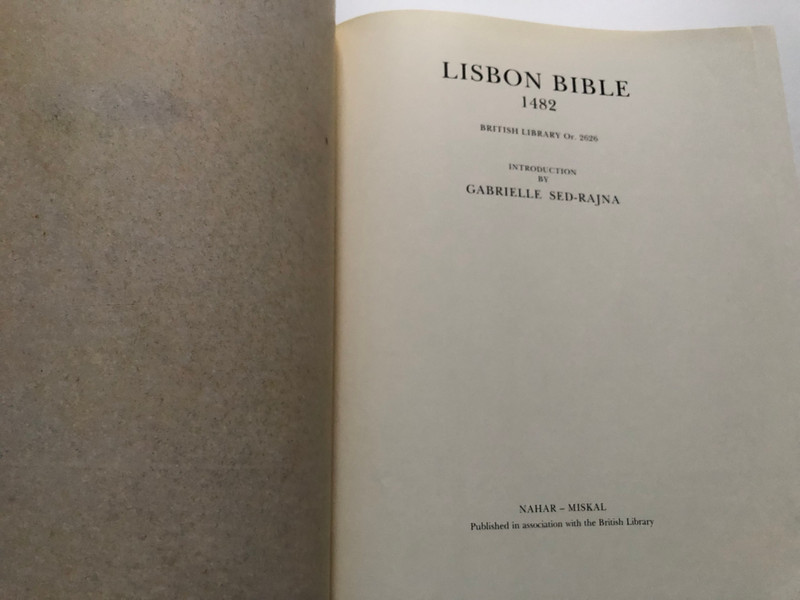 LISBON BIBLE
1482
BRITISH LIBRARY Or. 2626
INTRODUCTION
BY
GABRIELLE SED-RAJNA
NAHAR – MISKAL
Published in association with the British Library